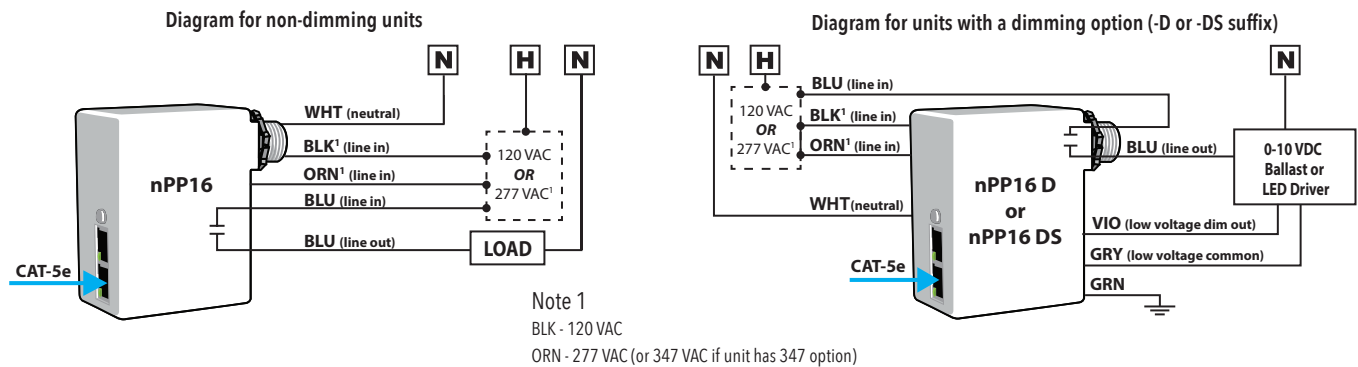 Diagram for non-dimming units
N
H
N
WHT (neutral)
BLK¹ (line in)
ORN¹ (line in)
BLU (line in)
BLU (line out)
120 VAC
OR
277 VAC¹
nPP16
LOAD
CAT-5e
Diagram for units with a dimming option (-D or -DS suffix)
N
H
N
BLU (line in)
BLK¹ (line in)
ORN¹ (line in)
120 VAC
OR
277 VAC¹
BLU (line out)
0-10 VDC
Ballast or
LED Driver
WHT (neutral)
nPP16 D
or
nPP16 DS
VIO (low voltage dim out)
GRY (low voltage common)
GRN
CAT-5e
Note 1
BLK - 120 VAC
ORN - 277 VAC (or 347 VAC if unit has 347 option)